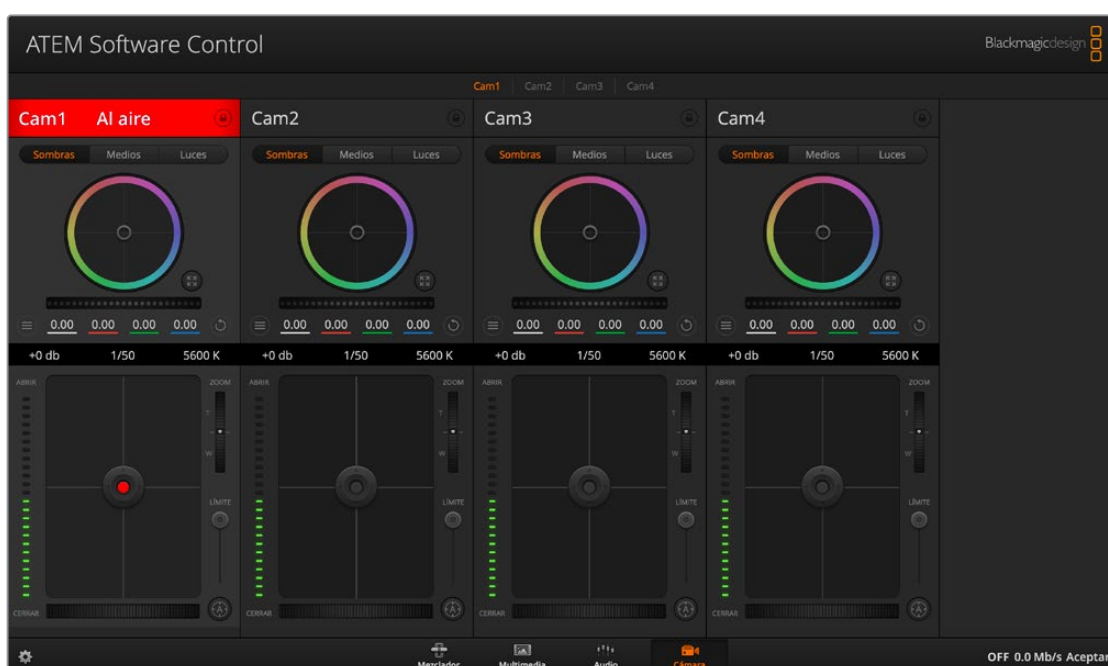 ATEM Software Control
Blackmagicdesign
Cam1 Cam2 Cam3 Cam4
Cam1 Al aire Cam2 Cam3 Cam4
Sombras Medios Luces Sombras Medios Luces Sombras Medios Luces Sombras Medios Luces
0.00 0.00 0.00 0.00 0.00 0.00 0.00 0.00 0.00 0.00 0.00 0.00 0.00 0.00 0.00 0.00
+0 db 1/50 5600 K +0 db 1/50 5600 K +0 db 1/50 5600 K +0 db 1/50 5600 K
ABRIR ZOOM ABRIR ZOOM ABRIR ZOOM ABRIR ZOOM
T T T T
W W W W
LÍMITE LÍMITE LÍMITE LÍMITE
CERRAR A CERRAR A CERRAR A CERRAR A
Mezclador Multimedia Audio Cámara OFF 0.0 Mb/s Aceptar